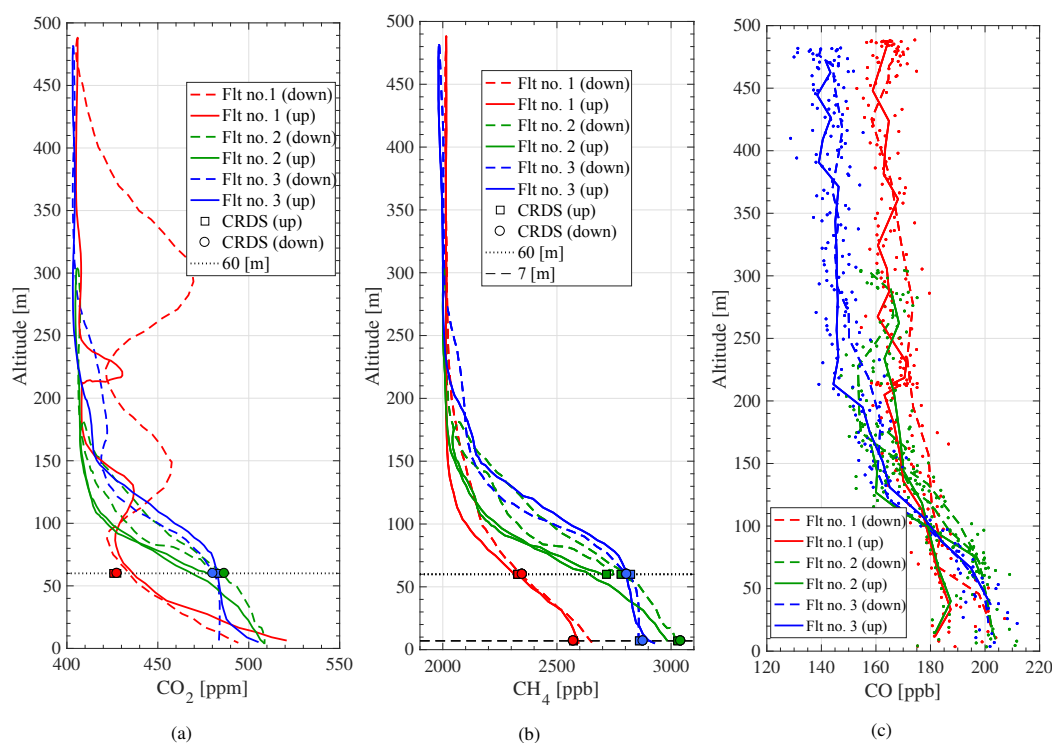 500
450
400
350
300
250
200
150
100
50
0
Altitude [m]
400
450
500
550
CO2 [ppm]
Flt no.1 (down)
Flt no. 1 (up)
Flt no. 2 (down)
Flt no. 2 (up)
Flt no. 3 (down)
Flt no. 3 (up)
CRDS (up)
CRDS (down)
60 [m]
(a)
500
450
400
350
300
250
200
150
100
50
0
Altitude [m]
2000
2500
3000
CH4 [ppb]
Flt no. 1 (down)
Flt no. 1 (up)
Flt no. 2 (down)
Flt no. 2 (up)
Flt no. 3 (down)
Flt no. 3 (up)
CRDS (up)
CRDS (down)
60 [m]
7 [m]
(b)
500
450
400
350
300
250
200
150
100
50
0
Altitude [m]
120
140
160
180
200
220
CO [ppb]
Flt no. 1 (down)
Flt no.1 (up)
Flt no. 2 (down)
Flt no. 2 (up)
Flt no. 3 (down)
Flt no. 3 (up)
(c)